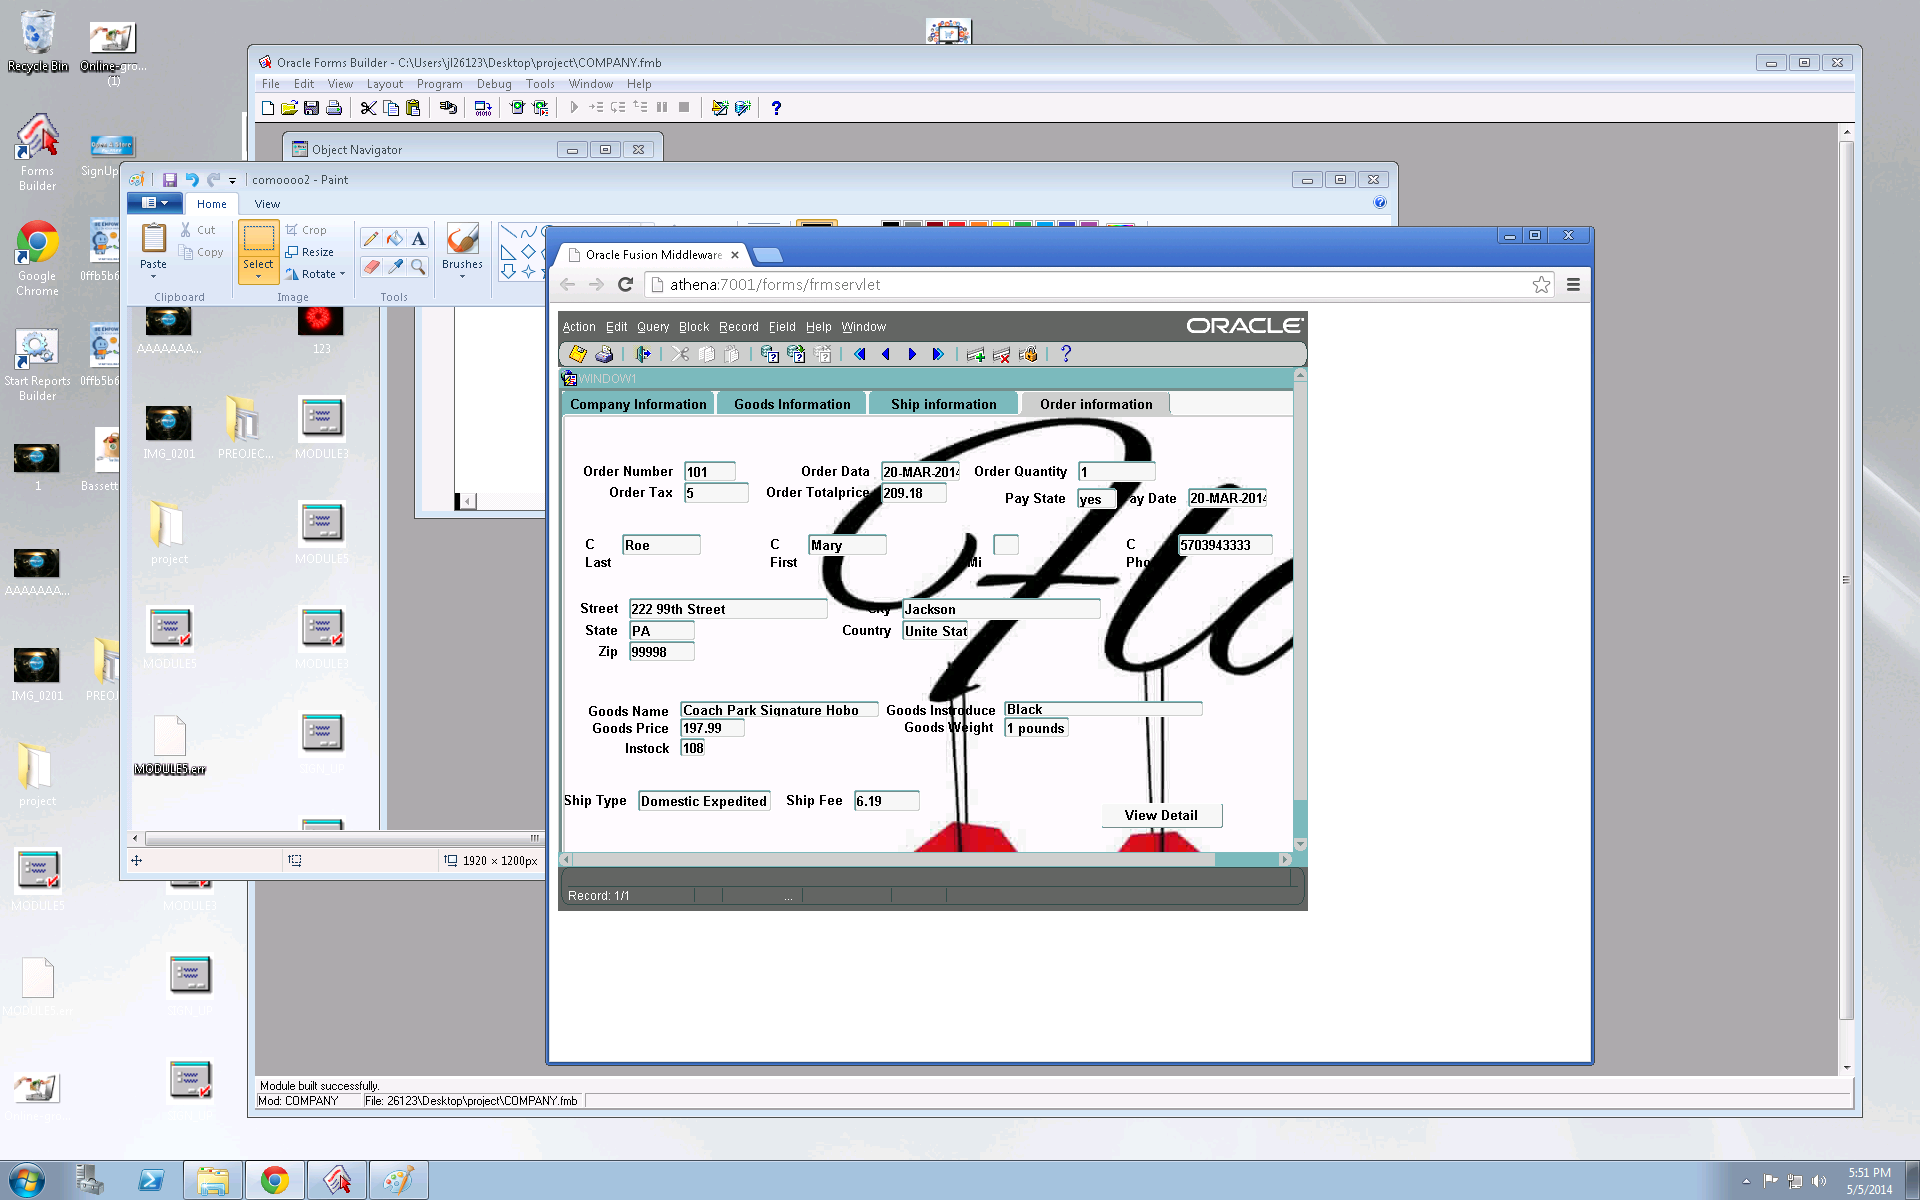 Recycle Bin
Online-gro...
(1)
Forms
Builder
SignUp
Google
Chrome
0ffb5b6
Start Reports
Builder
0ffb5b6
1
Bassett
AAAAAAA...
IMG_0201
PREOJ
project
MODULE5
MODULE3
MODULE5.err
SIGN_UP
Oracle Forms Builder - C:\Users\jl26123\Desktop\project\COMPANY.fmb
File Edit View Layout Program Debug Tools Window Help
Object Navigator
comoooo2 - Paint
Home View
Paste
Cut
Copy
Clipboard
Select
Crop
Resize
Rotate
Image
Tools
Brushes
AAAAAAA...
123
IMG_0201
PREOJEC...
MODULE3
project
MODULE5
MODULE5
MODULE3
MODULE5.err
SIGN_UP
1920 × 1200px
Oracle Fusion Middleware
athena:7001/forms/frmservlet
Action Edit Query Block Record Field Help Window
ORACLE
WINDOW1
Company Information Goods Information Ship information Order information
Order Number 101 Order Data 20-MAR-2014 Order Quantity 1
Order Tax 5 Order Totalprice 209.18 Pay State yes ay Date 20-MAR-2014
C Roe C Mary C 5703943333
Last First Mi Pho
Street 222 99th Street City Jackson
State PA Country Unite Stat
Zip 99998
Goods Name Coach Park Signature Hobo Goods Instroduce Black
Goods Price 197.99 Goods Weight 1 pounds
Instock 108
Ship Type Domestic Expedited Ship Fee 6.19
View Detail
Record: 1/1 ...
Module built successfully.
Mod: COMPANY File: 26123\Desktop\project\COMPANY.fmb
5:51 PM
5/5/2014